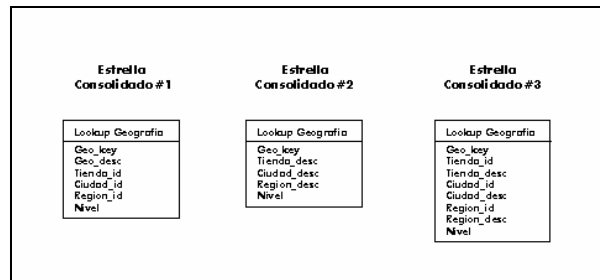 Estrella
Consolidado #1
Estrella
Consolidado #2
Estrella
Consolidado #3
Lookup Geografia
Geo_key
Geo_desc
Tienda_id
Ciudad_id
Region_id
Nivel
Lookup Geografia
Geo_key
Tienda_desc
Ciudad_desc
Region_desc
Nivel
Lookup Geografia
Geo_key
Tienda_id
Tienda_desc
Ciudad_id
Ciudad_desc
Region_id
Region_desc
Nivel